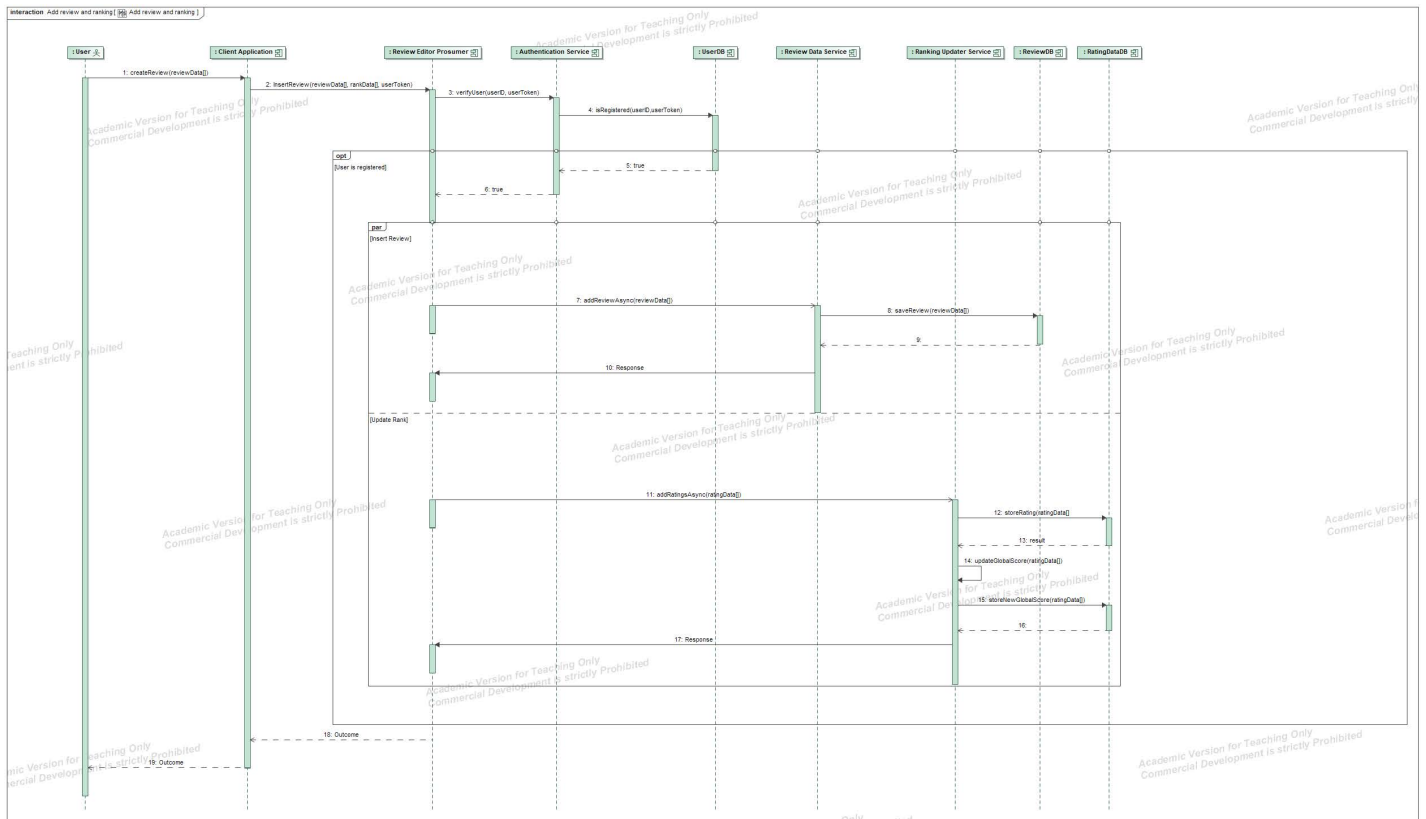 interaction Add review and ranking[ Add review and ranking ]
: User
: Client Application
: Review Editor Prosumer
: Authentication Service
: UserDB
: Review Data Service
: Ranking Updater Service
: ReviewDB
: RatingDataDB
1: createReview(reviewData[])
2: InsertReview(reviewData[], rankData[], userToken)
3: verifyUser(userID, userToken)
4: isRegistered(userID,userToken)
opt
[User is registered]
5: true
6: true
par
[Insert Review]
7: addReviewAsync(reviewData[])
8: saveReview(reviewData[])
9:
10: Response
[Update Rank]
11: addRatingsAsync(ratingData[])
12: storeRating(ratingData[]
13: result
14: updateGlobalScore(ratingData[])
15: storeNewGlobalScore(ratingData[])
16:
17: Response
18: Outcome
19: Outcome
Academic Version for Teaching Only
Commercial Development is strictly Prohibited